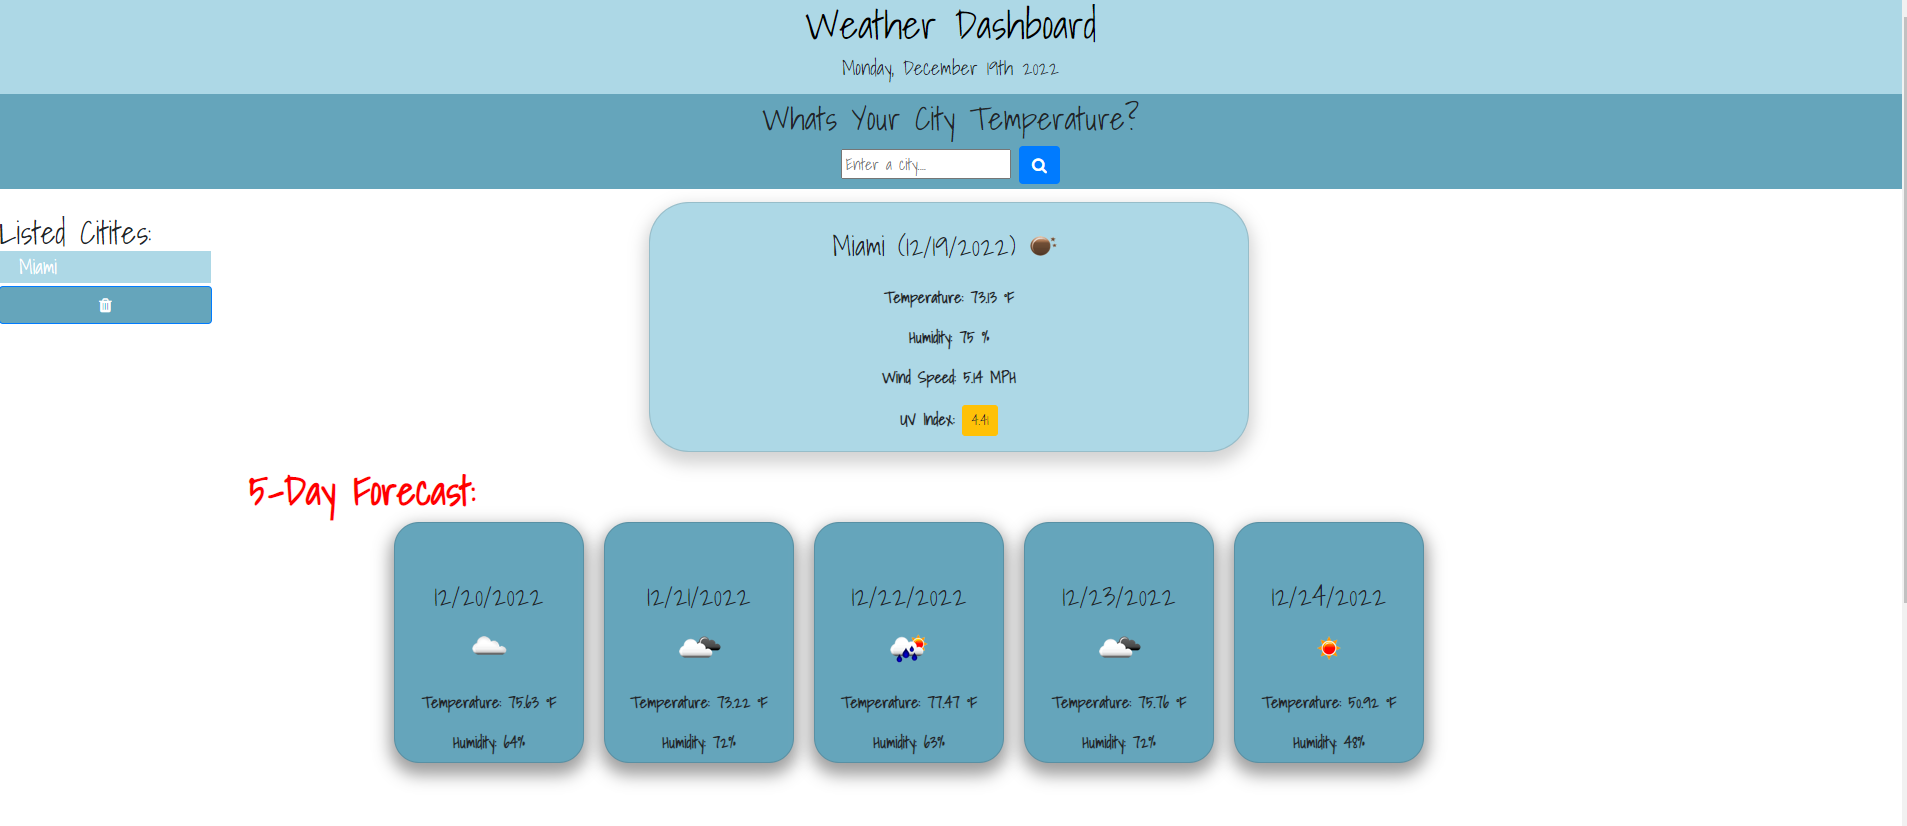 Weather Dashboard
Monday, December 19th 2022
Whats Your City Temperature?
Enter a city....
Listed Citites:
Miami
Miami (12/19/2022)
Temperature: 73.13 °F
Humidity: 75 %
Wind Speed: 5.14 MPH
UV Index: 4.41
5-Day Forecast:
12/20/2022
Temperature: 75.63 °F
Humidity: 64%
12/21/2022
Temperature: 73.22 °F
Humidity: 72%
12/22/2022
Temperature: 77.47 °F
Humidity: 63%
12/23/2022
Temperature: 75.76 °F
Humidity: 72%
12/24/2022
Temperature: 50.92 °F
Humidity: 48%